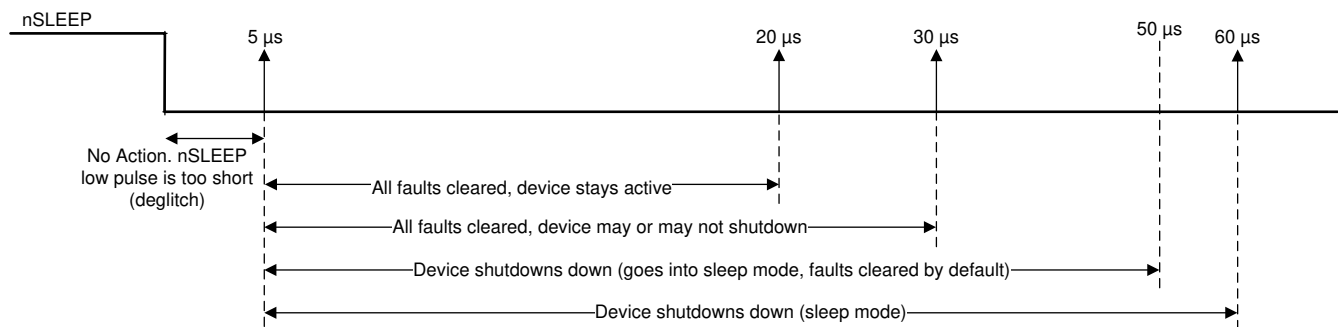 nSLEEP
5 µs
20 µs
30 µs
50 µs
60 µs
No Action. nSLEEP
low pulse is too short
(deglitch)
All faults cleared, device stays active
All faults cleared, device may or may not shutdown
Device shutdowns down (goes into sleep mode, faults cleared by default)
Device shutdowns down (sleep mode)